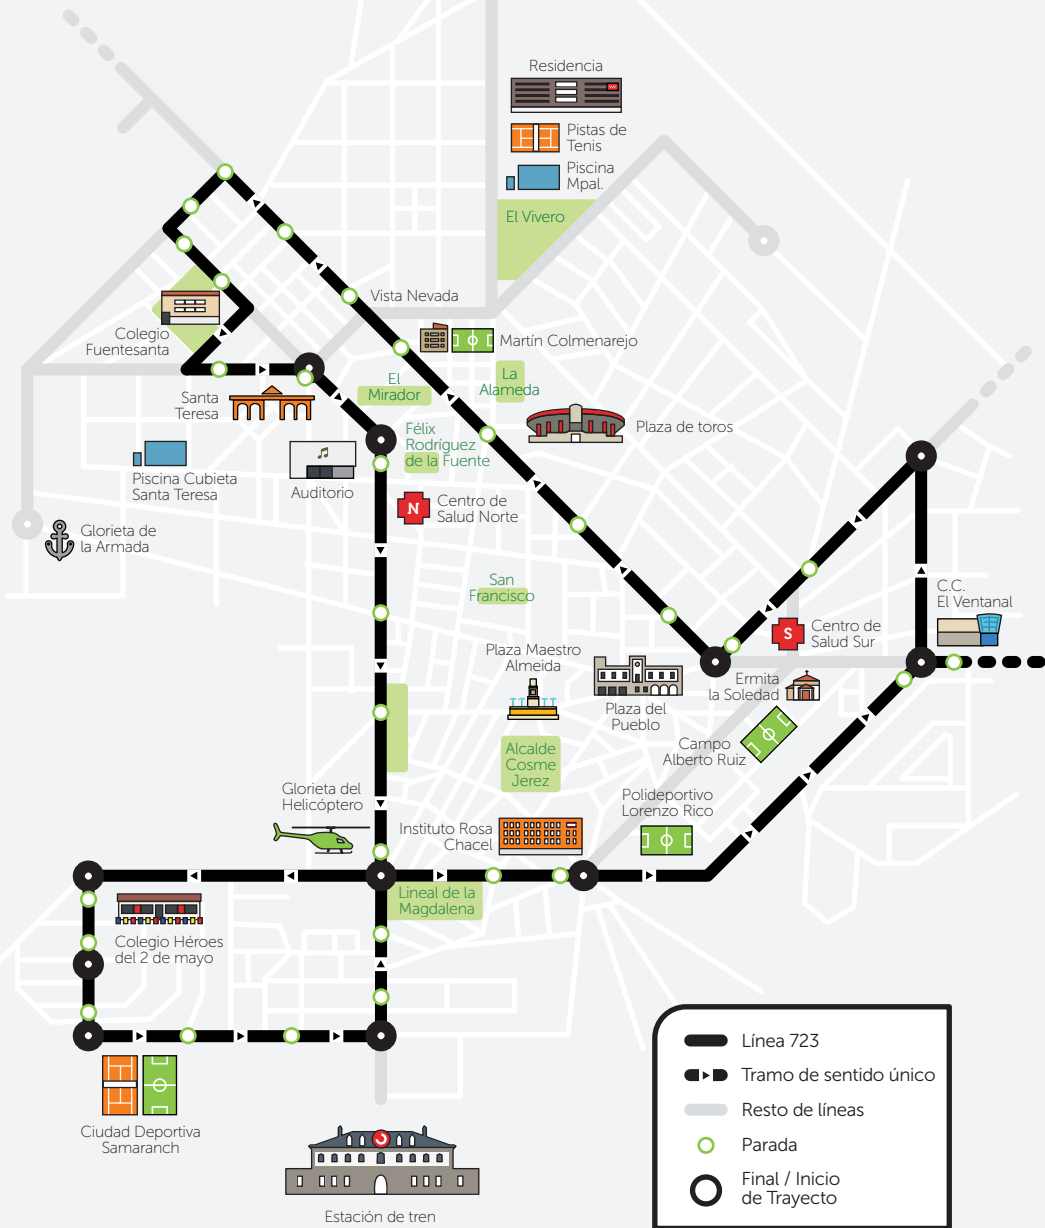 Residencia
Pistas de
Tenis
Piscina
Mpal.
El Vivero
Vista Nevada
Martín Colmenarejo
Colegio
Fuentesanta
La
Alameda
El
Mirador
Santa
Teresa
Plaza de toros
Félix
Rodríguez
de la Fuente
Piscina Cubieta
Santa Teresa
Auditorio
N
Centro de
Salud Norte
Glorieta de
la Armada
San
Francisco
C.C.
El Ventanal
S
Centro de
Salud Sur
Plaza Maestro
Almeida
Ermita
la Soledad
Plaza del
Pueblo
Campo
Alberto Ruiz
Alcalde
Cosme
Jerez
Glorieta del
Helicóptero
Polideportivo
Lorenzo Rico
Instituto Rosa
Chacel
Lineal de la
Magdalena
Colegio Héroes
del 2 de mayo
Ciudad Deportiva
Samaranch
Estación de tren
Línea 723
Tramo de sentido único
Resto de líneas
Parada
Final / Inicio
de Trayecto